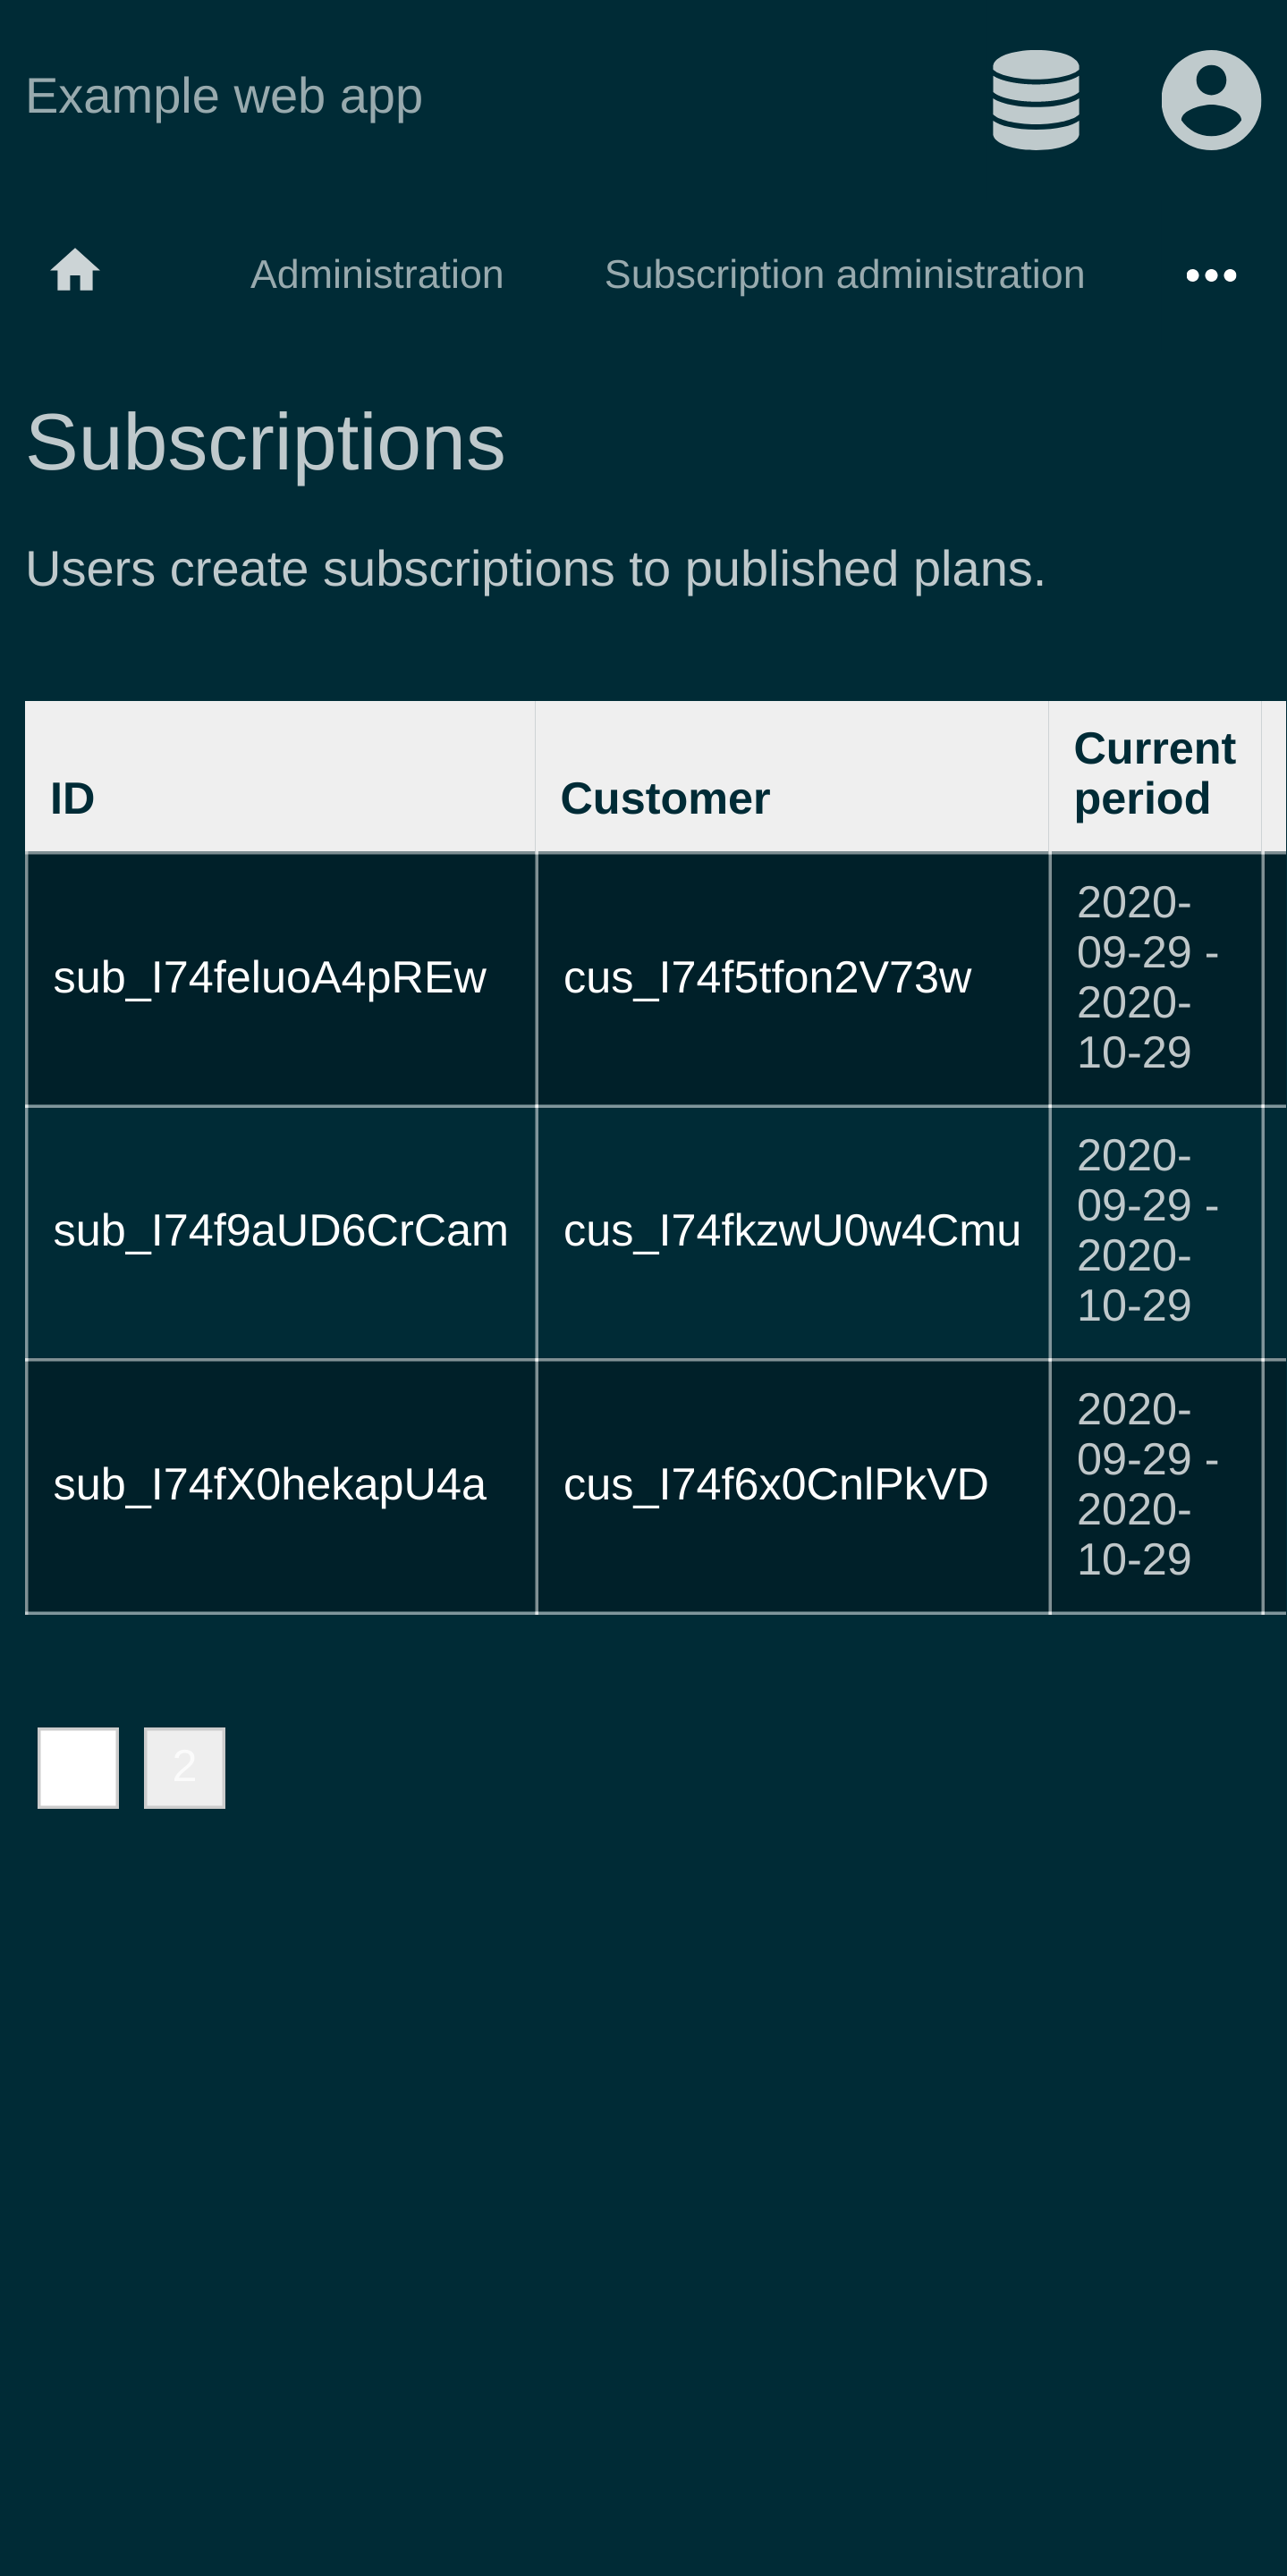 Example web app
Administration Subscription administration
Subscriptions
Users create subscriptions to published plans.
ID Customer Current period
sub_I74feluoA4pREw cus_I74f5tfon2V73w 2020-09-29 - 2020-10-29
sub_I74f9aUD6CrCam cus_I74fkzwU0w4Cmu 2020-09-29 - 2020-10-29
sub_I74fX0hekapU4a cus_I74f6x0CnlPkVD 2020-09-29 - 2020-10-29
2